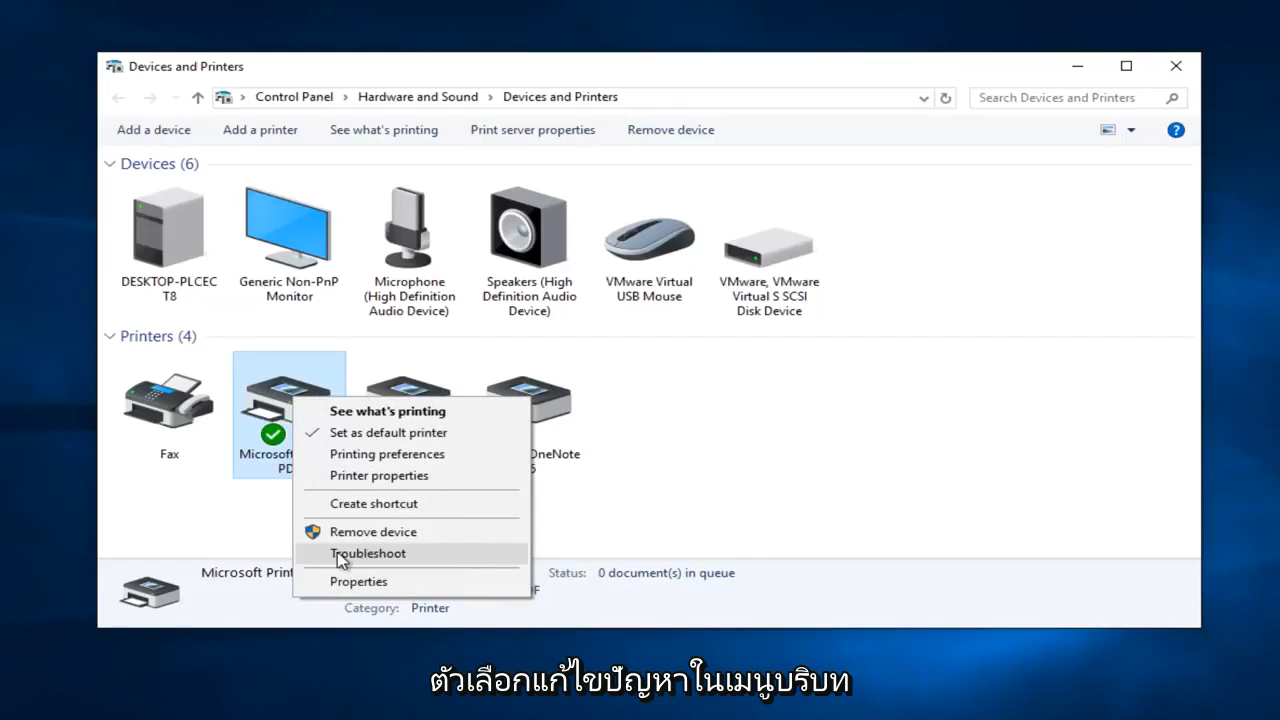 Devices and Printers
Control Panel > Hardware and Sound > Devices and Printers
Search Devices and Printers
Add a device
Add a printer
See what's printing
Print server properties
Remove device
Devices (6)
DESKTOP-PLCEC
T8
Generic Non-PnP
Monitor
Microphone
(High Definition
Audio Device)
Speakers (High
Definition Audio
Device)
VMware Virtual
USB Mouse
VMware, VMware
Virtual S SCSI
Disk Device
Printers (4)
Fax
Microsoft
OneNote
See what's printing
Set as default printer
Printing preferences
Printer properties
Create shortcut
Remove device
Troubleshoot
Properties
Microsoft Print
Status: 0 document(s) in queue
Category: Printer
ตัวเลือกแก้ไขปัญหาในเมนูบริบท